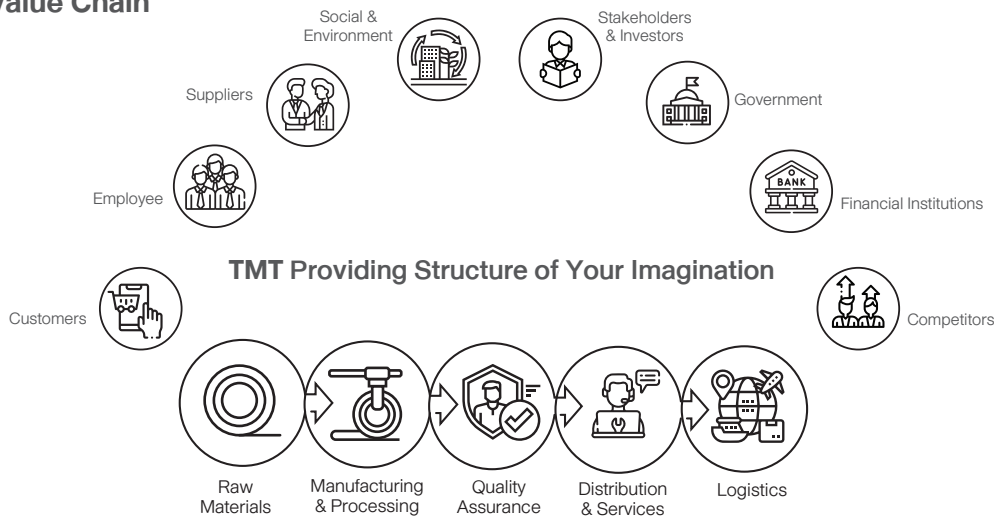 Value Chain
Social &
Environment
Stakeholders
& Investors
Suppliers
Government
Employee
BANK
Financial Institutions
TMT Providing Structure of Your Imagination
Customers
Competitors
Raw
Materials
Manufacturing
& Processing
Quality
Assurance
Distribution
& Services
Logistics